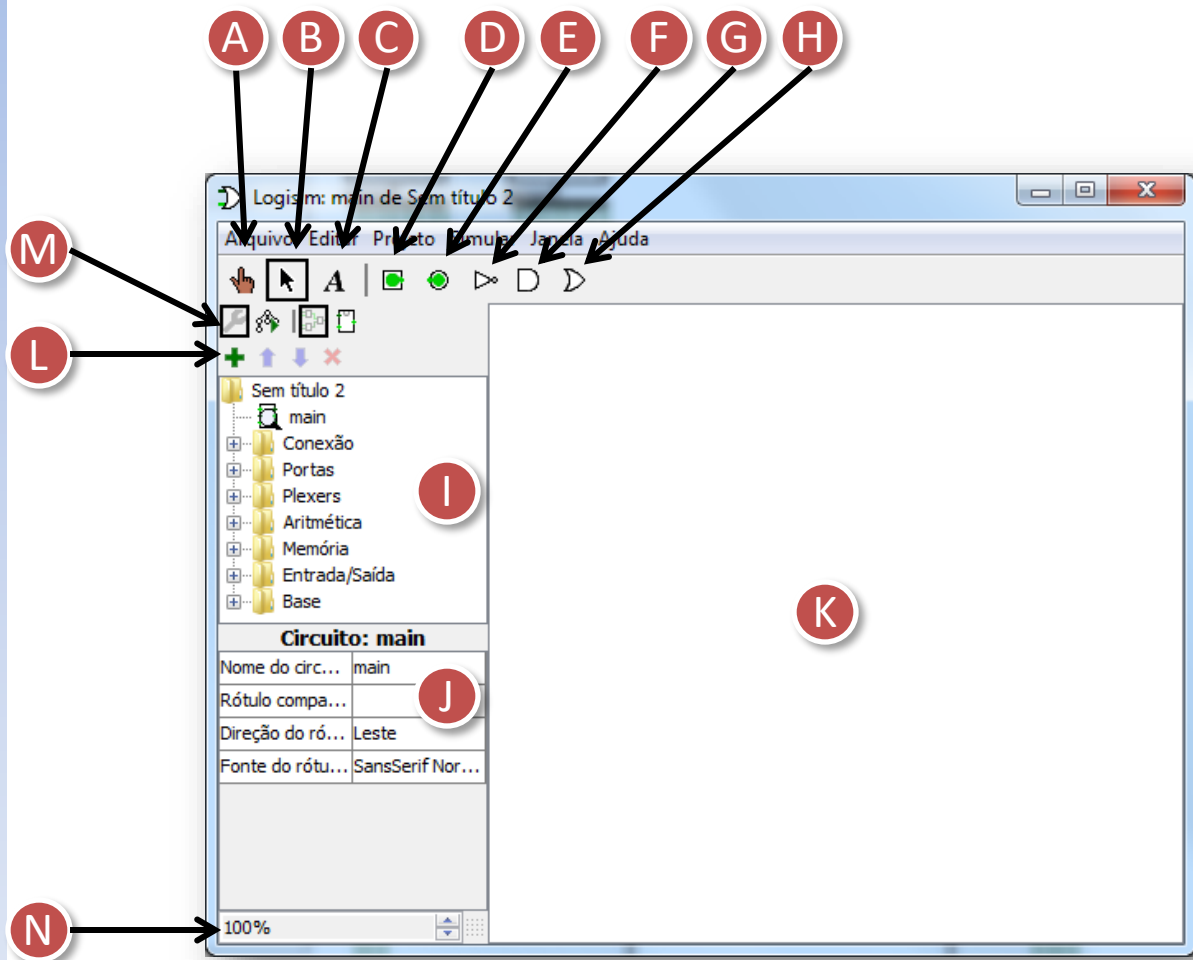 A B C D E F G H
Logisim: main de Sem título 2
Arquivo Editar Projeto Simular Janela Ajuda
M
A
L
Sem título 2
main
Conexão
Portas
Plexers
I
Aritmética
Memória
Entrada/Saída
Base
K
Circuito: main
Nome do circ... main
J
Rótulo compa...
Direção do ró... Leste
Fonte do rótu... SansSerif Nor...
N
100%